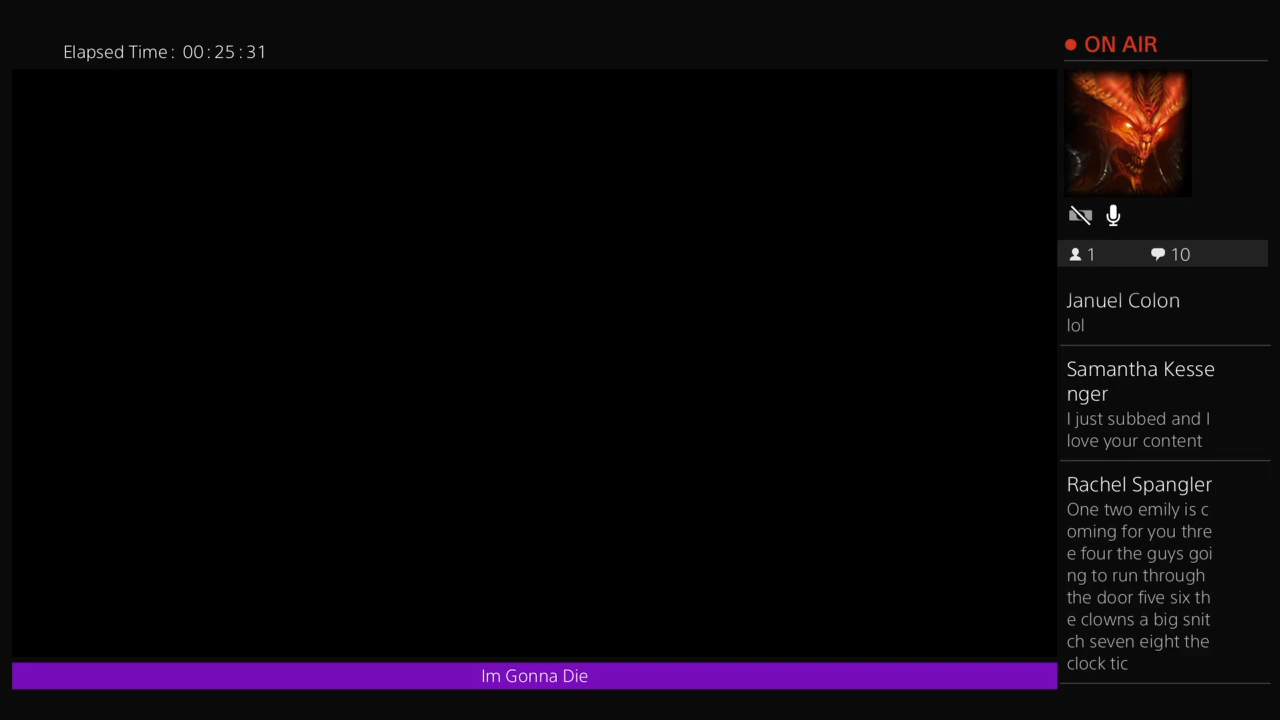 Elapsed Time: 00:25:31
ON AIR
1 10
Januel Colon
lol
Samantha Kesse
nger
I just subbed and I
love your content
Rachel Spangler
One two emily is c
oming for you thre
e four the guys goi
ng to run through
the door five six th
e clowns a big snit
ch seven eight the
clock tic
Im Gonna Die